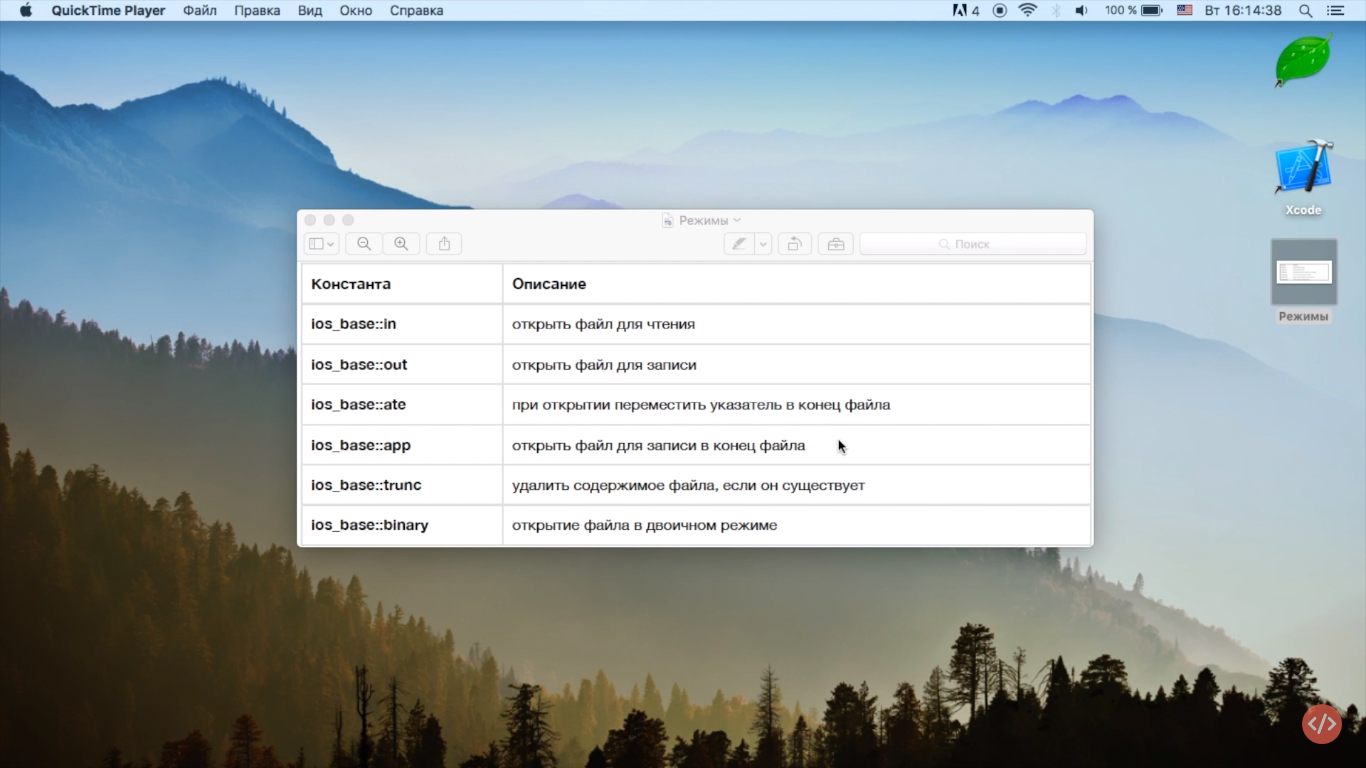 QuickTime Player Файл Правка Вид Окно Справка 4 100 % Вт 16:14:38
Xcode
Режимы
Режимы
Поиск
Константа Описание
ios_base::in открыть файл для чтения
ios_base::out открыть файл для записи
ios_base::ate при открытии переместить указатель в конец файла
ios_base::app открыть файл для записи в конец файла
ios_base::trunc удалить содержимое файла, если он существует
ios_base::binary открытие файла в двоичном режиме
</>